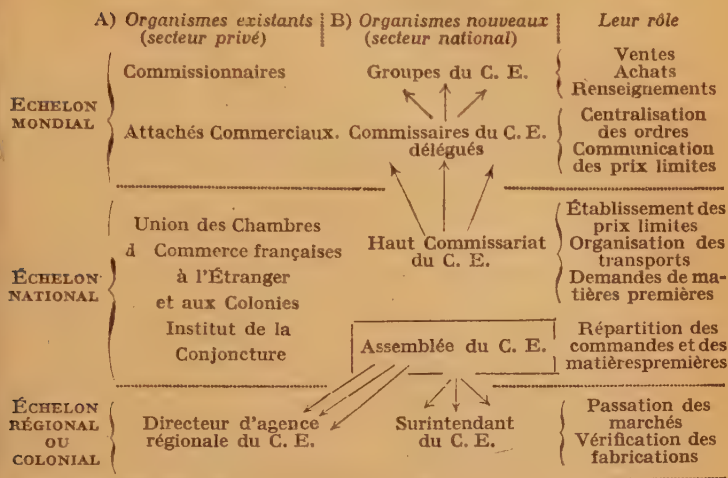 A) Organismes existants B) Organismes nouveaux Leur rôle
(secteur privé) (secteur national)
ECHELON
MONDIAL
Commissionnaires
Groupes du C. E.
Ventes
Achats
Renseignements
Attachés Commerciaux.
Commissaires du C. E.
délégués
Centralisation
des ordres
Communication
des prix limites
ÉCHELON
NATIONAL
Union des Chambres
d Commerce françaises
à l'Étranger
et aux Colonies
Institut de la
Conjoncture
Haut Commissariat
du C. E.
Établissement des
prix limites
Organisation des
transports
Demandes de ma-
tières premières
Assemblée du C. E.
Répartition des
commandes et des
matièrespremières
ÉCHELON
RÉGIONAL
OU
COLONIAL
Directeur d'agence
régionale du C. E.
Surintendant
du C. E.
Passation des
marchés
Vérification des
fabrications